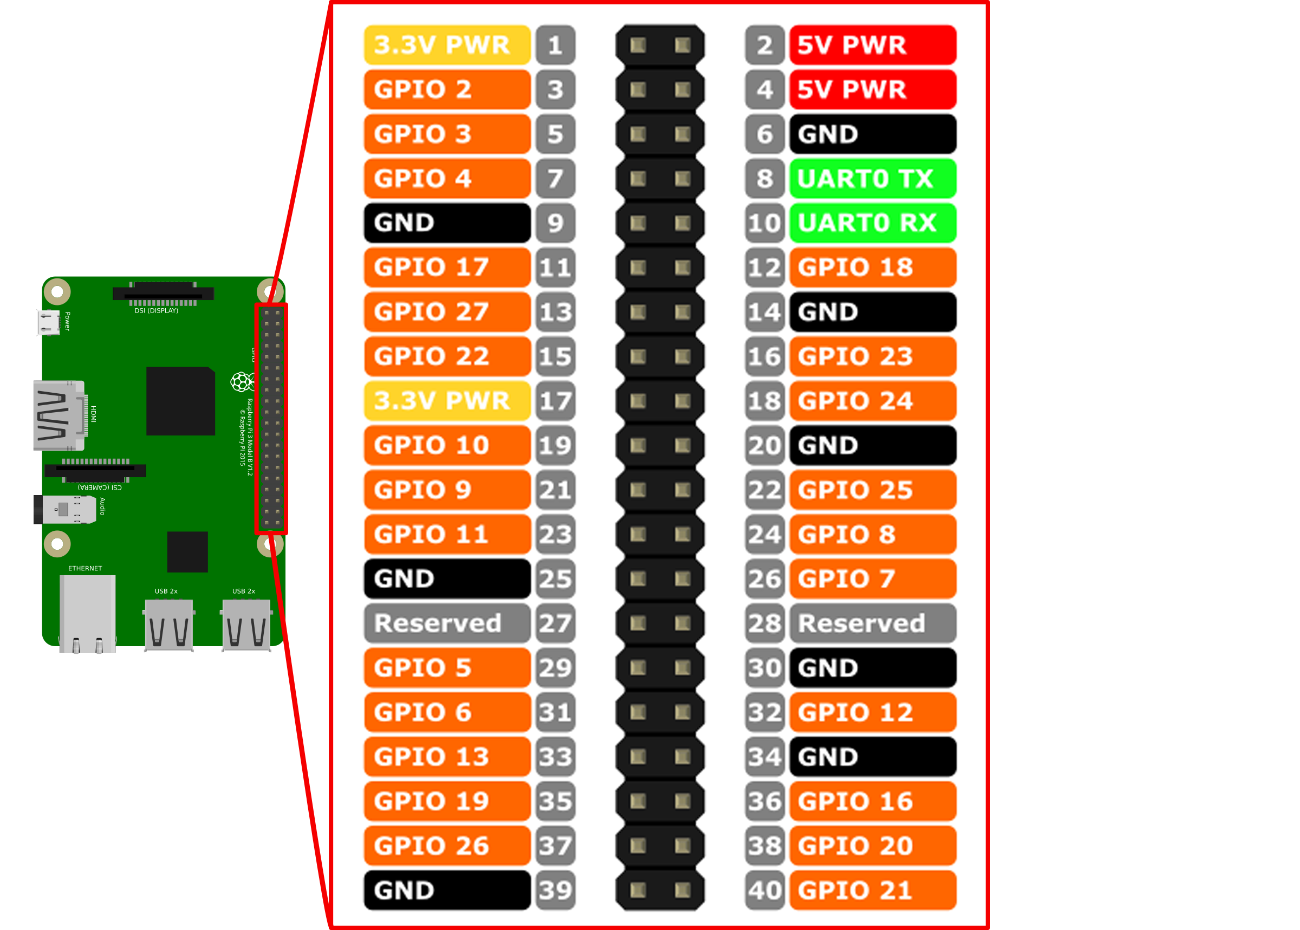 3.3V PWR 1 2 5V PWR
GPIO 2 3 4 5V PWR
GPIO 3 5 6 GND
GPIO 4 7 8 UART0 TX
GND 9 10 UART0 RX
GPIO 17 11 12 GPIO 18
GPIO 27 13 14 GND
GPIO 22 15 16 GPIO 23
3.3V PWR 17 18 GPIO 24
GPIO 10 19 20 GND
GPIO 9 21 22 GPIO 25
GPIO 11 23 24 GPIO 8
GND 25 26 GPIO 7
Reserved 27 28 Reserved
GPIO 5 29 30 GND
GPIO 6 31 32 GPIO 12
GPIO 13 33 34 GND
GPIO 19 35 36 GPIO 16
GPIO 26 37 38 GPIO 20
GND 39 40 GPIO 21
DSI (DISPLAY)
Power
HDMI
Raspberry Pi 3 Model B V1.2
© Raspberry Pi 2015
CSI (CAMERA)
Audio
ETHERNET
USB 2x
USB 2x